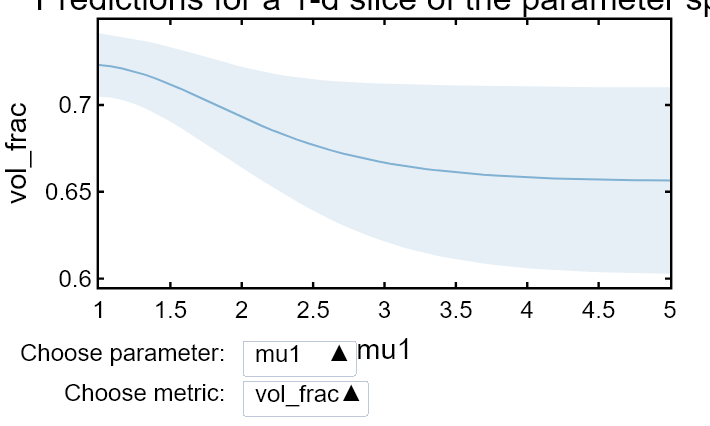 Predictions for a 1-d slice of the parameter sp
vol_frac
0.7
0.65
0.6
1 1.5 2 2.5 3 3.5 4 4.5 5
mu1
Choose parameter: mu1 ▲
Choose metric: vol_frac ▲